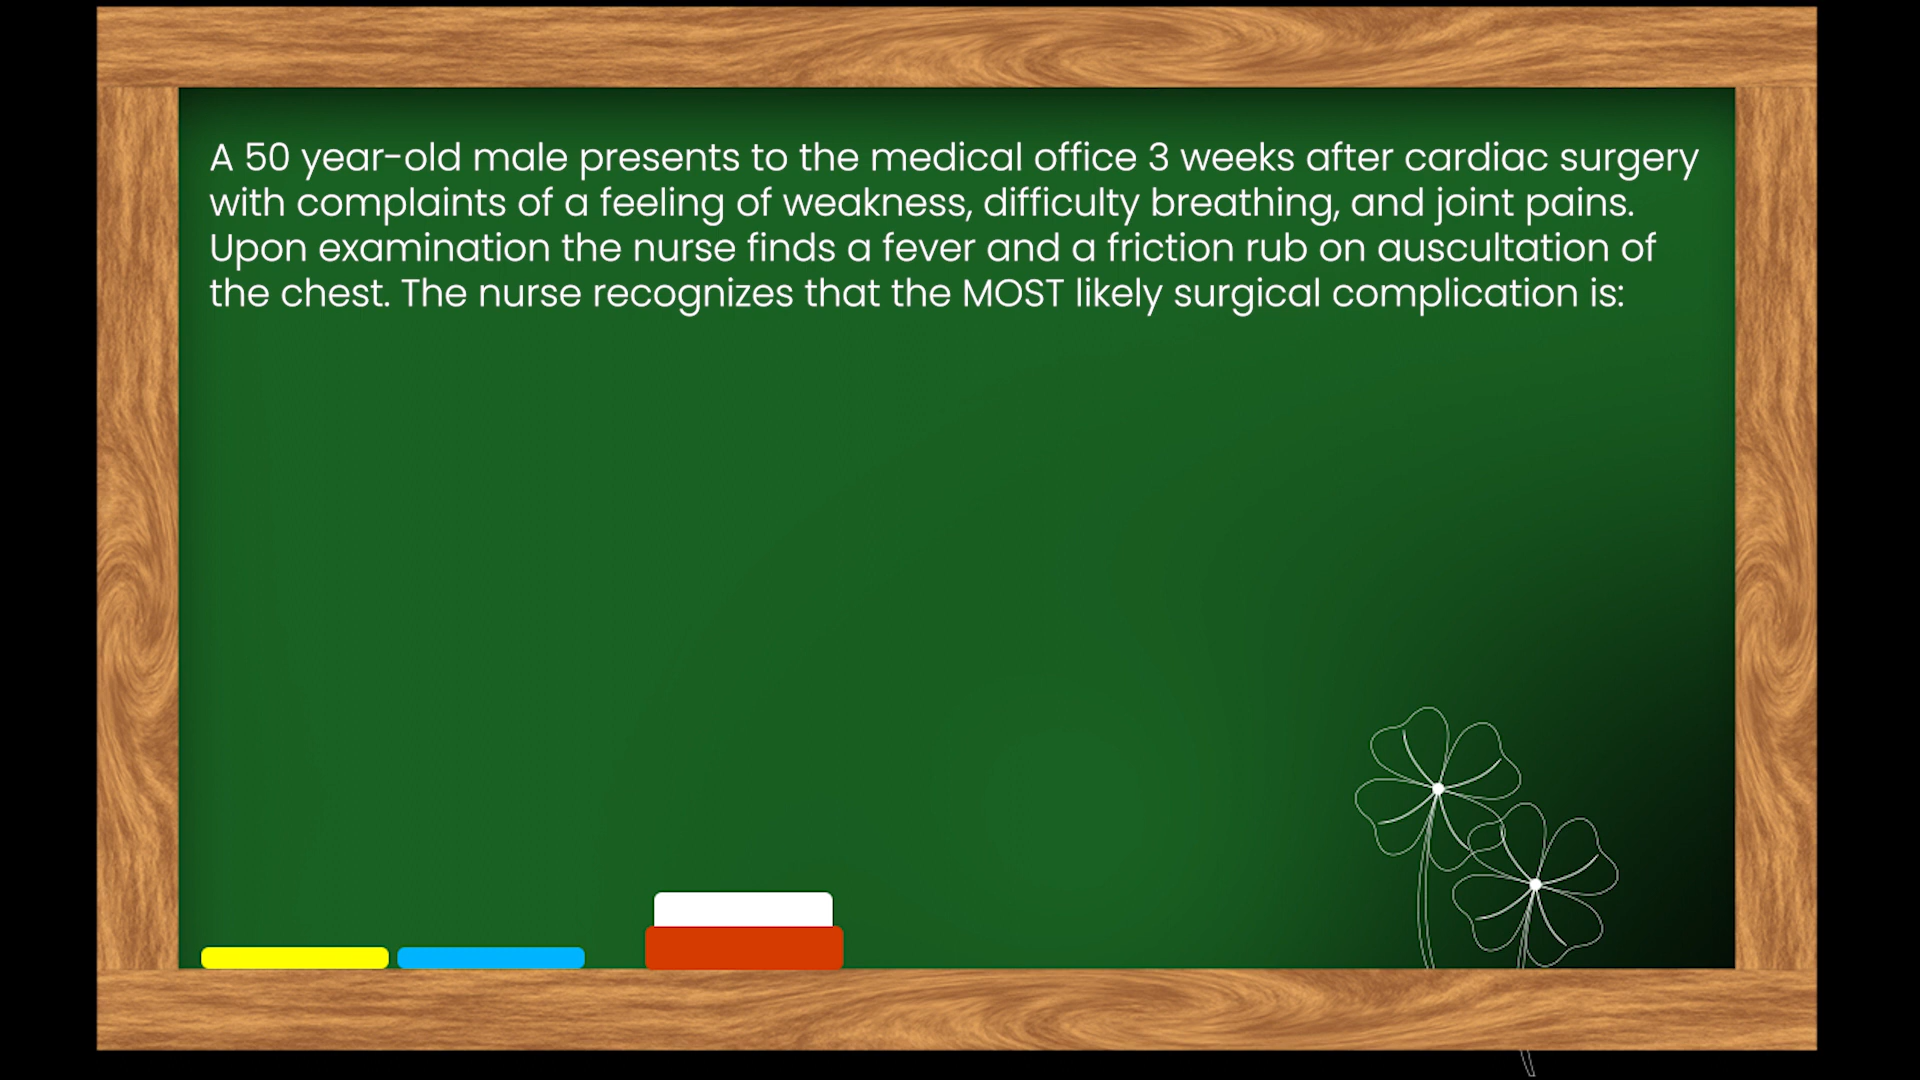 A 50 year-old male presents to the medical office 3 weeks after cardiac surgery
with complaints of a feeling of weakness, difficulty breathing, and joint pains.
Upon examination the nurse finds a fever and a friction rub on auscultation of
the chest. The nurse recognizes that the MOST likely surgical complication is: